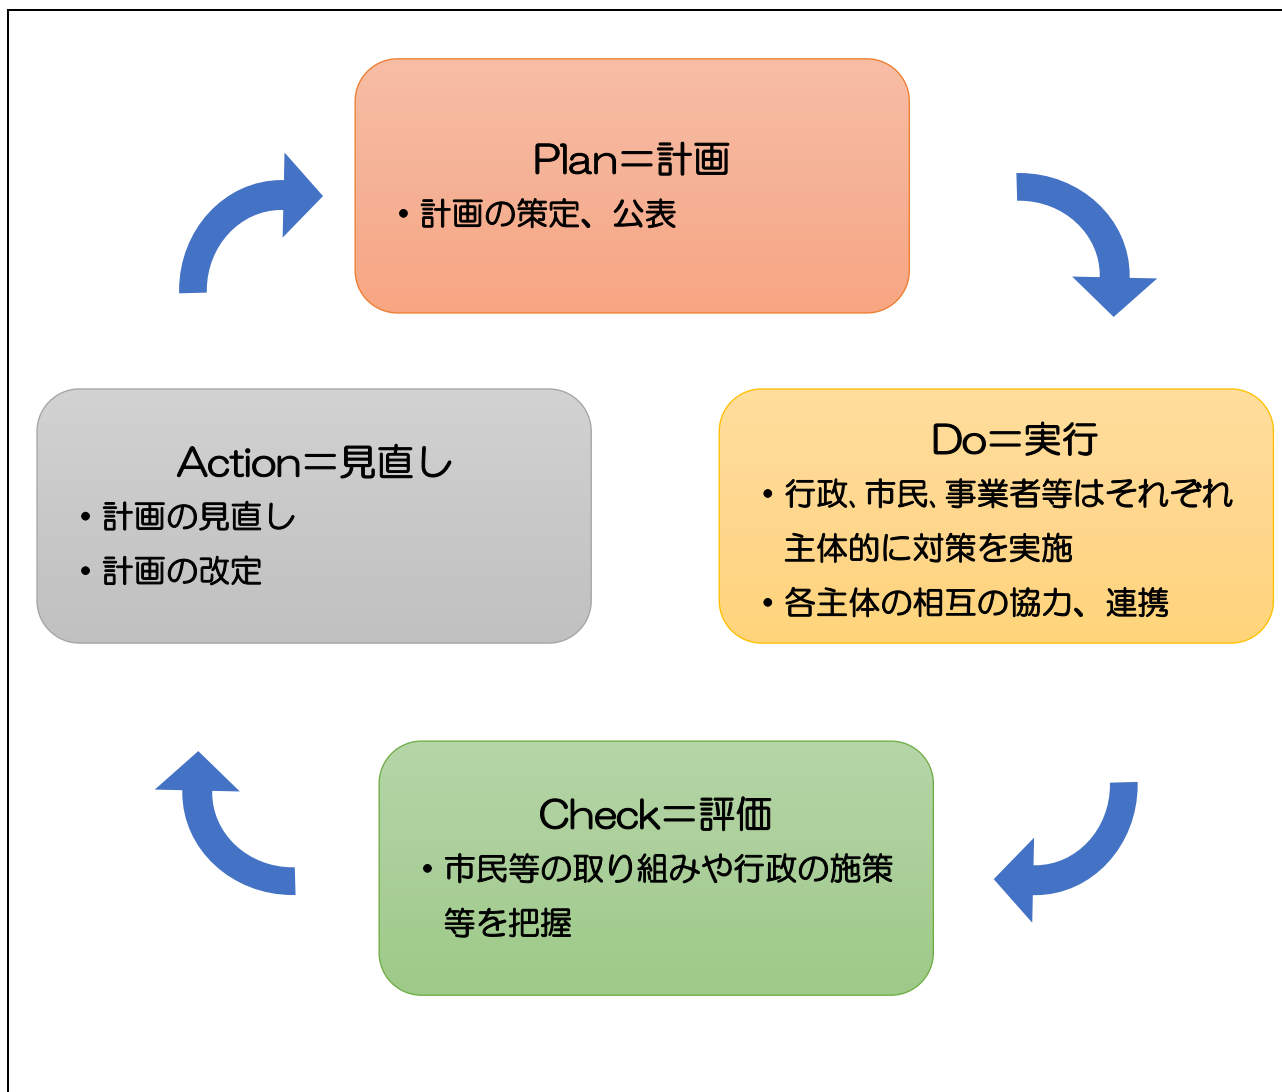 Plan＝計画
・計画の策定、公表
Action＝見直し
・計画の見直し
・計画の改定
Do＝実行
・行政、市民、事業者等はそれぞれ
主体的に対策を実施
・各主体の相互の協力、連携
Check＝評価
・市民等の取り組みや行政の施策
等を把握